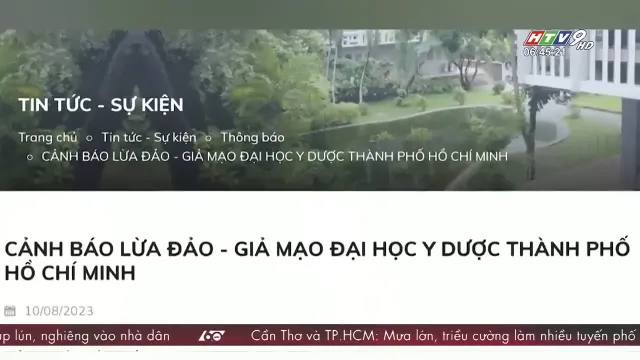 HTV9 HD
06:45:21
TIN TỨC - SỰ KIỆN
Trang chủ Tin tức - Sự kiện Thông báo
CẢNH BÁO LỪA ĐẢO - GIẢ MẠO ĐẠI HỌC Y DƯỢC THÀNH PHỐ HỒ CHÍ MINH
CẢNH BÁO LỪA ĐẢO - GIẢ MẠO ĐẠI HỌC Y DƯỢC THÀNH PHỐ
HỒ CHÍ MINH
10/08/2023
lún, nghiêng vào nhà dân 60 Cần Thơ và TP.HCM: Mưa lớn, triều cường làm nhiều tuyến phố